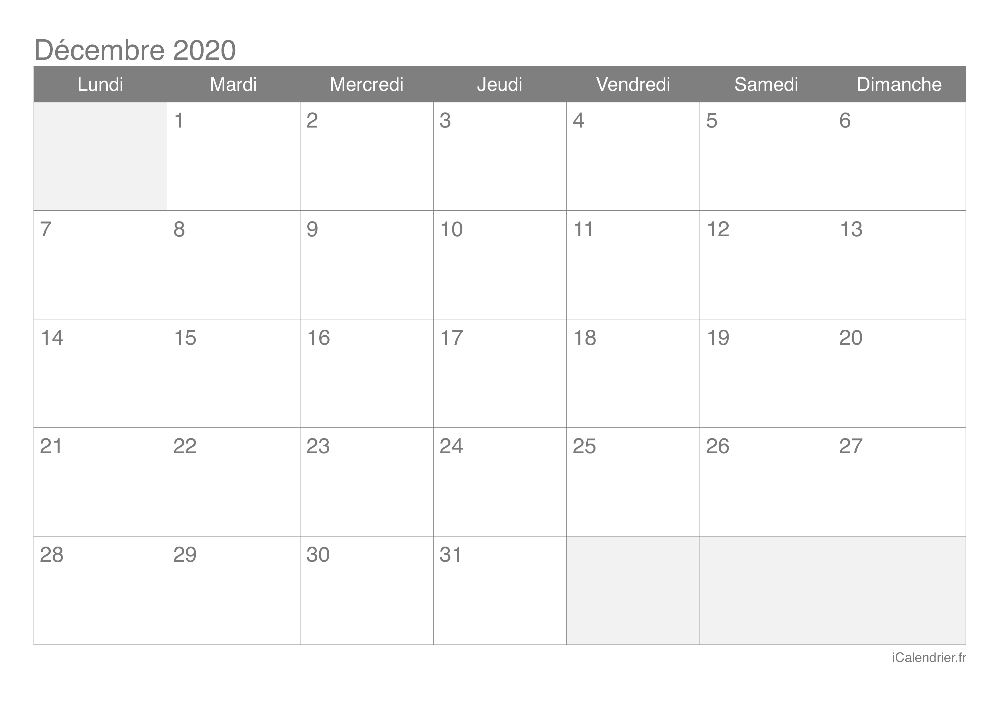 Décembre 2020
Lundi Mardi Mercredi Jeudi Vendredi Samedi Dimanche
1 2 3 4 5 6
7 8 9 10 11 12 13
14 15 16 17 18 19 20
21 22 23 24 25 26 27
28 29 30 31
iCalendrier.fr